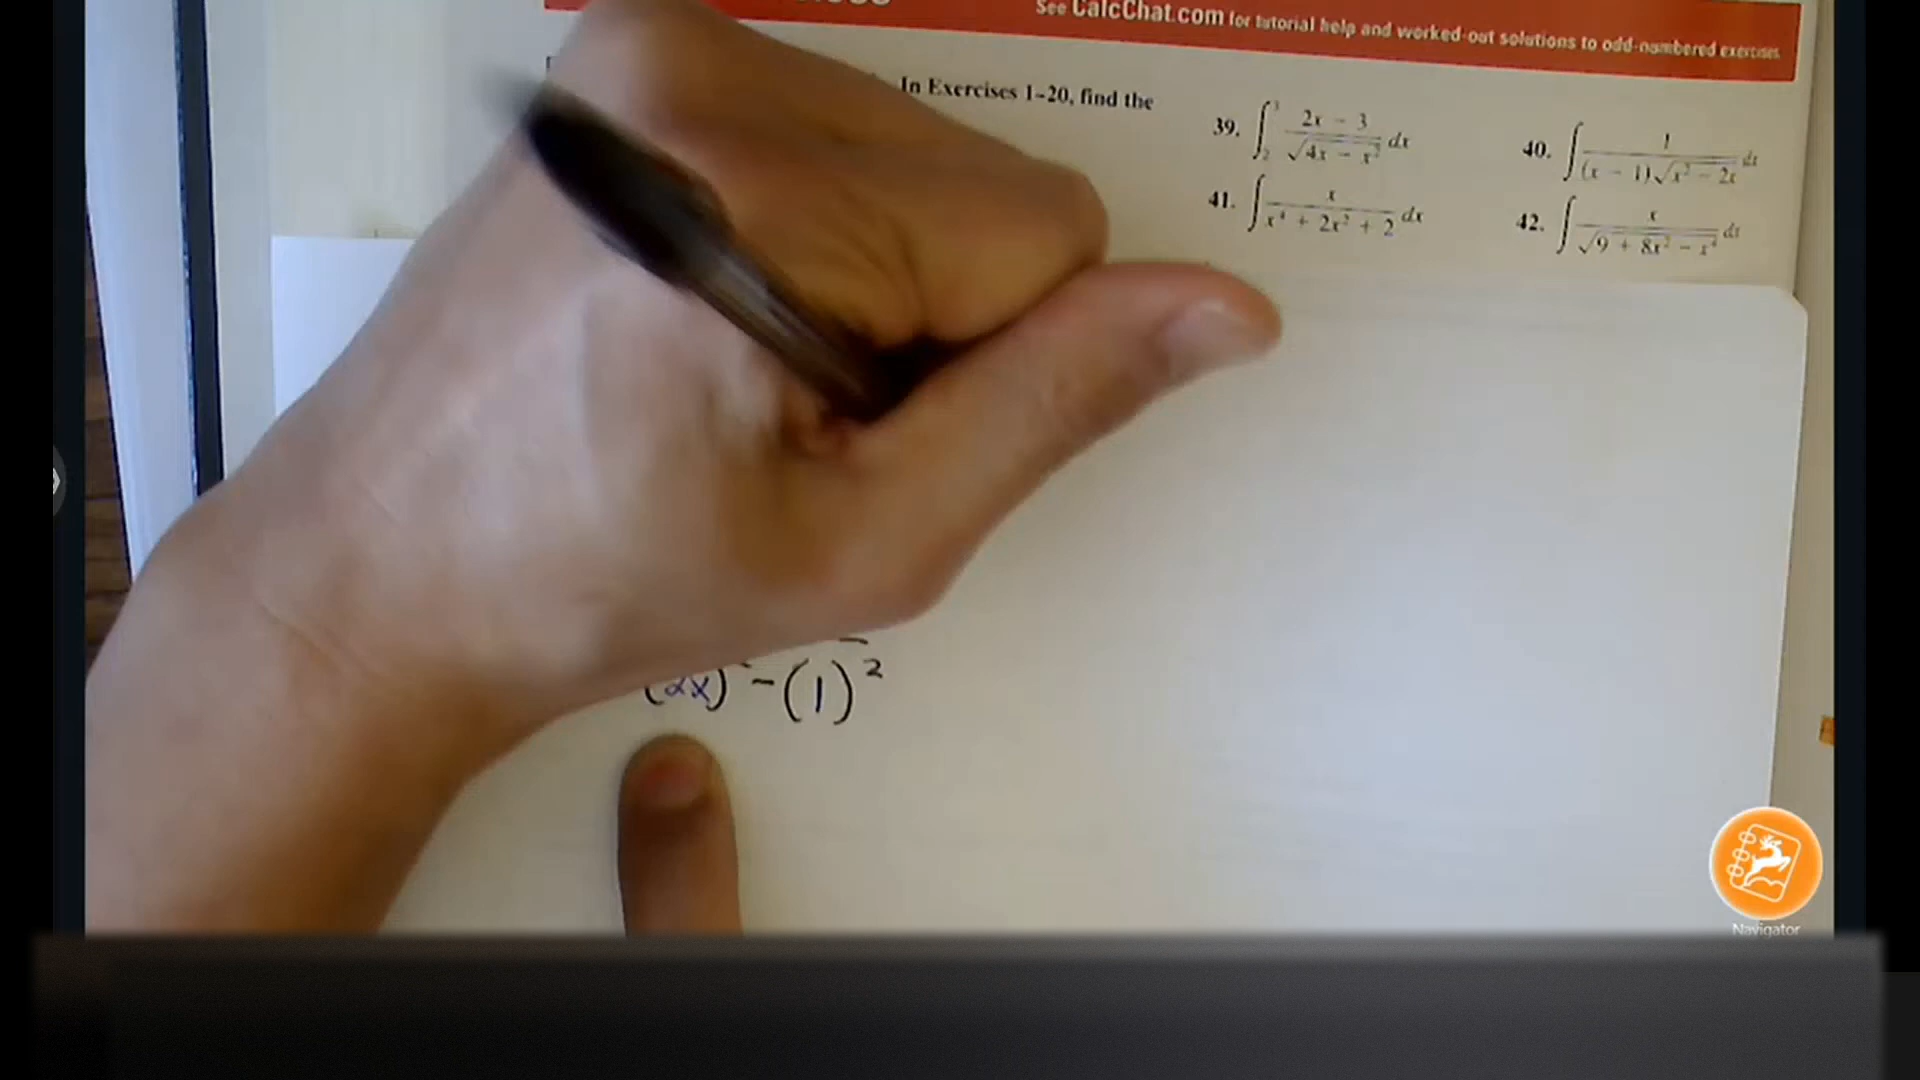 See CalcChat.com for tutorial help and worked-out solutions to odd-numbered exercises
In Exercises 1–20, find the
39. ∫₂³ (2x − 3)/√(4x − x²) dx
40. ∫ 1/((x − 1)√(x² − 2x)) dx
41. ∫ x/(x⁴ + 2x² + 2) dx
42. ∫ x/√(9 + 8x² − x⁴) dx
(2x) − (1)²
Navigator